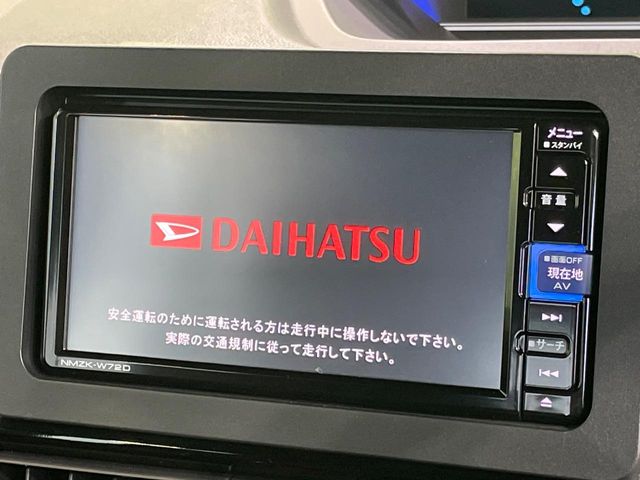 メニュー
スタンバイ
音量
DAIHATSU
画面OFF
現在地
AV
安全運転のために運転される方は走行中に操作しないで下さい。
実際の交通規制に従って走行して下さい。
サーチ
NMZK-W72D